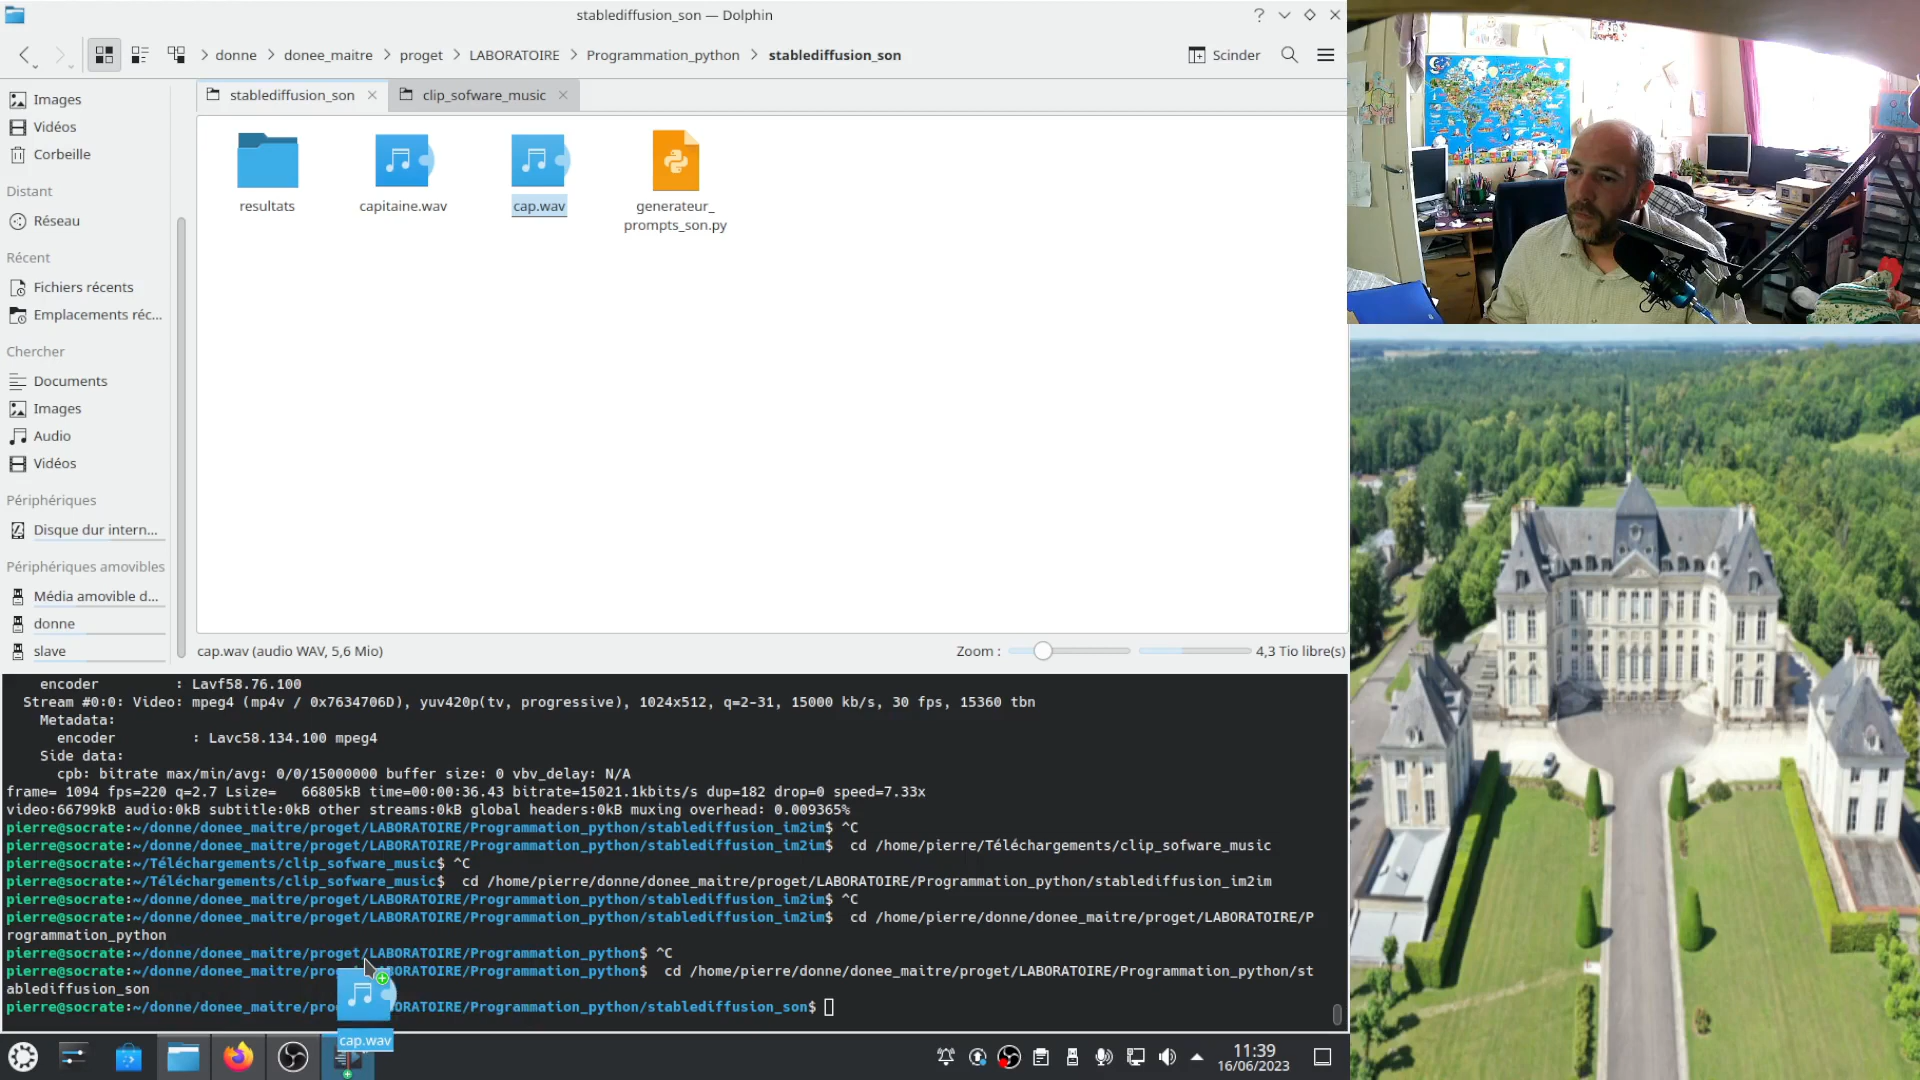 stablediffusion_son — Dolphin
donne
donee_maitre
proget
LABORATOIRE
Programmation_python
stablediffusion_son
Scinder
stablediffusion_son
clip_sofware_music
Images
Vidéos
Corbeille
Distant
Réseau
Récent
Fichiers récents
Emplacements réc...
Chercher
Documents
Images
Audio
Vidéos
Périphériques
Disque dur intern...
Périphériques amovibles
Média amovible d...
donne
slave
resultats
capitaine.wav
cap.wav
generateur_
prompts_son.py
cap.wav (audio WAV, 5,6 Mio)
Zoom :
4,3 Tio libre(s)
encoder         : Lavf58.76.100
Stream #0:0: Video: mpeg4 (mp4v / 0x7634706D), yuv420p(tv, progressive), 1024x512, q=2-31, 15000 kb/s, 30 fps, 15360 tbn
Metadata:
encoder         : Lavc58.134.100 mpeg4
Side data:
cpb: bitrate max/min/avg: 0/0/15000000 buffer size: 0 vbv_delay: N/A
frame= 1094 fps=220 q=2.7 Lsize=   66805kB time=00:00:36.43 bitrate=15021.1kbits/s dup=182 drop=0 speed=7.33x
video:66799kB audio:0kB subtitle:0kB other streams:0kB global headers:0kB muxing overhead: 0.009365%
pierre@socrate:~/donne/donee_maitre/proget/LABORATOIRE/Programmation_python/stablediffusion_im2im$ ^C
pierre@socrate:~/donne/donee_maitre/proget/LABORATOIRE/Programmation_python/stablediffusion_im2im$  cd /home/pierre/Téléchargements/clip_sofware_music
pierre@socrate:~/Téléchargements/clip_sofware_music$ ^C
pierre@socrate:~/Téléchargements/clip_sofware_music$  cd /home/pierre/donne/donee_maitre/proget/LABORATOIRE/Programmation_python/stablediffusion_im2im
pierre@socrate:~/donne/donee_maitre/proget/LABORATOIRE/Programmation_python/stablediffusion_im2im$ ^C
pierre@socrate:~/donne/donee_maitre/proget/LABORATOIRE/Programmation_python/stablediffusion_im2im$  cd /home/pierre/donne/donee_maitre/proget/LABORATOIRE/P
rogrammation_python
pierre@socrate:~/donne/donee_maitre/proget/LABORATOIRE/Programmation_python$ ^C
pierre@socrate:~/donne/donee_maitre/proget/LABORATOIRE/Programmation_python$  cd /home/pierre/donne/donee_maitre/proget/LABORATOIRE/Programmation_python/st
ablediffusion_son
pierre@socrate:~/donne/donee_maitre/pro ABORATOIRE/Programmation_python/stablediffusion_son$
cap.wav
11:39
16/06/2023